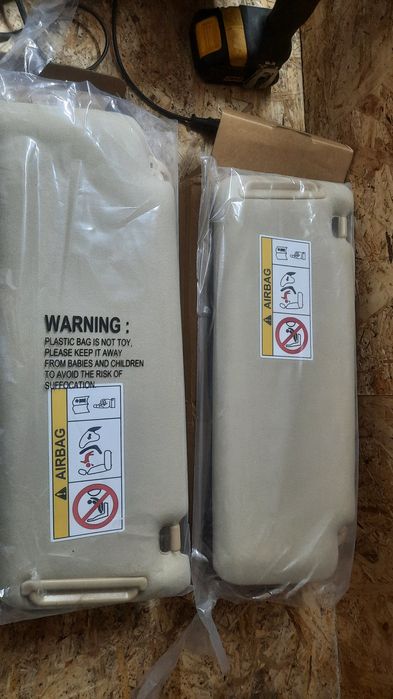 WARNING :
PLASTIC BAG IS NOT TOY.
PLEASE KEEP IT AWAY
FROM BABIES AND CHILDREN
TO AVOID THE RISK OF
SUFFOCATION.
AIRBAG
AIRBAG